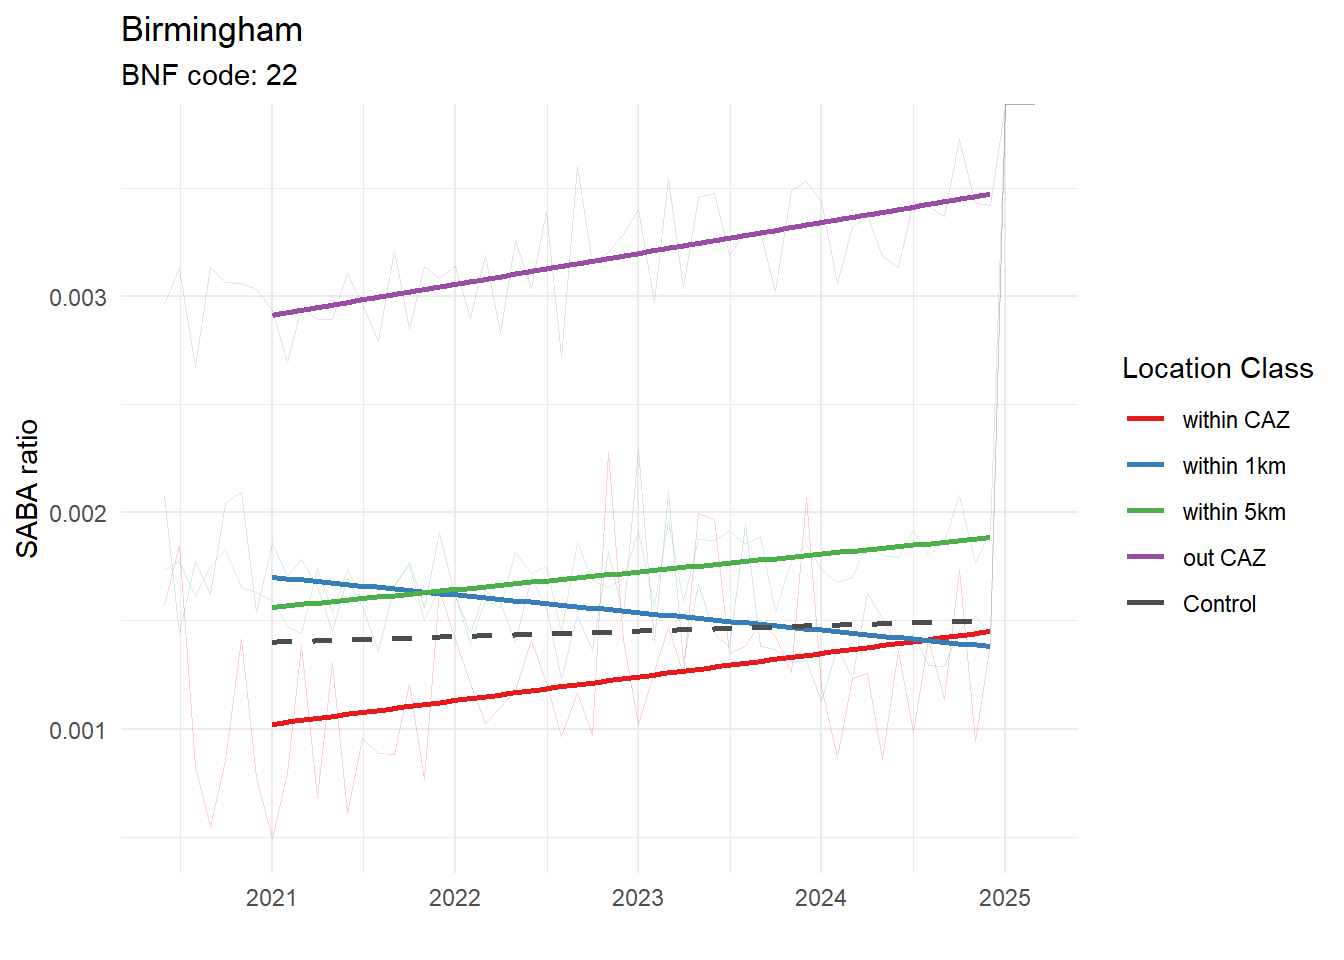 Birmingham
BNF code: 22
SABA ratio
0.003
0.002
0.001
2021
2022
2023
2024
2025
Location Class
within CAZ
within 1km
within 5km
out CAZ
Control